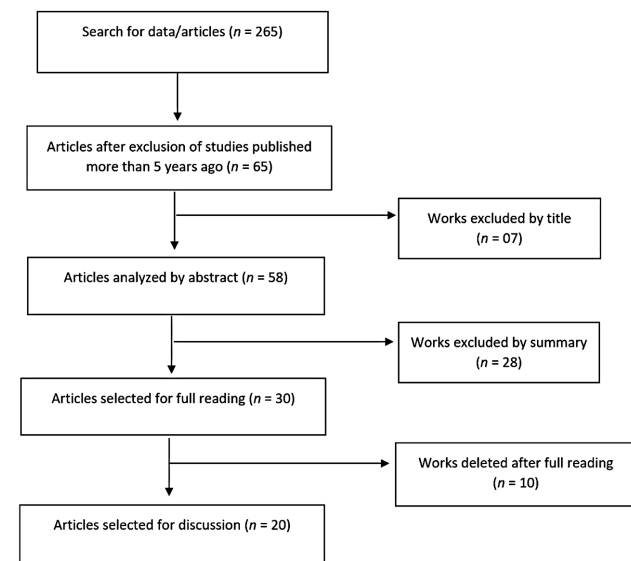 Search for data/articles (n = 265)
Articles after exclusion of studies published
more than 5 years ago (n = 65)
Works excluded by title
(n = 07)
Articles analyzed by abstract (n = 58)
Works excluded by summary
(n = 28)
Articles selected for full reading (n = 30)
Works deleted after full reading
(n = 10)
Articles selected for discussion (n = 20)